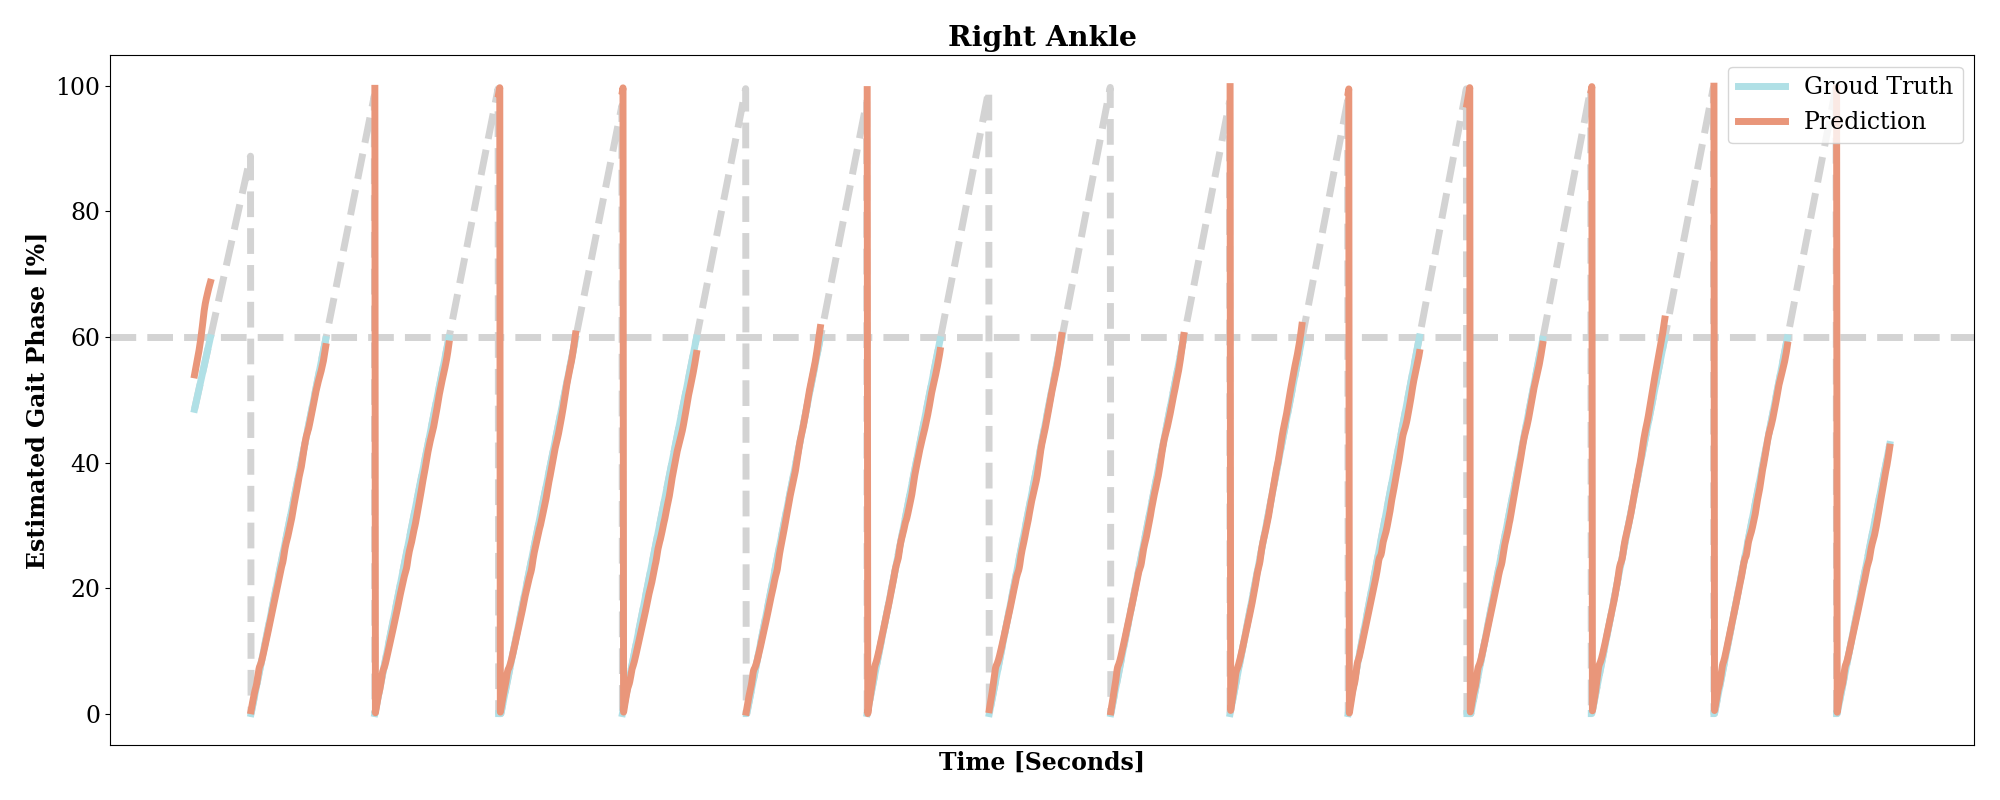 Right Ankle
Groud Truth
Prediction
Estimated Gait Phase [%]
100
80
60
40
20
0
Time [Seconds]